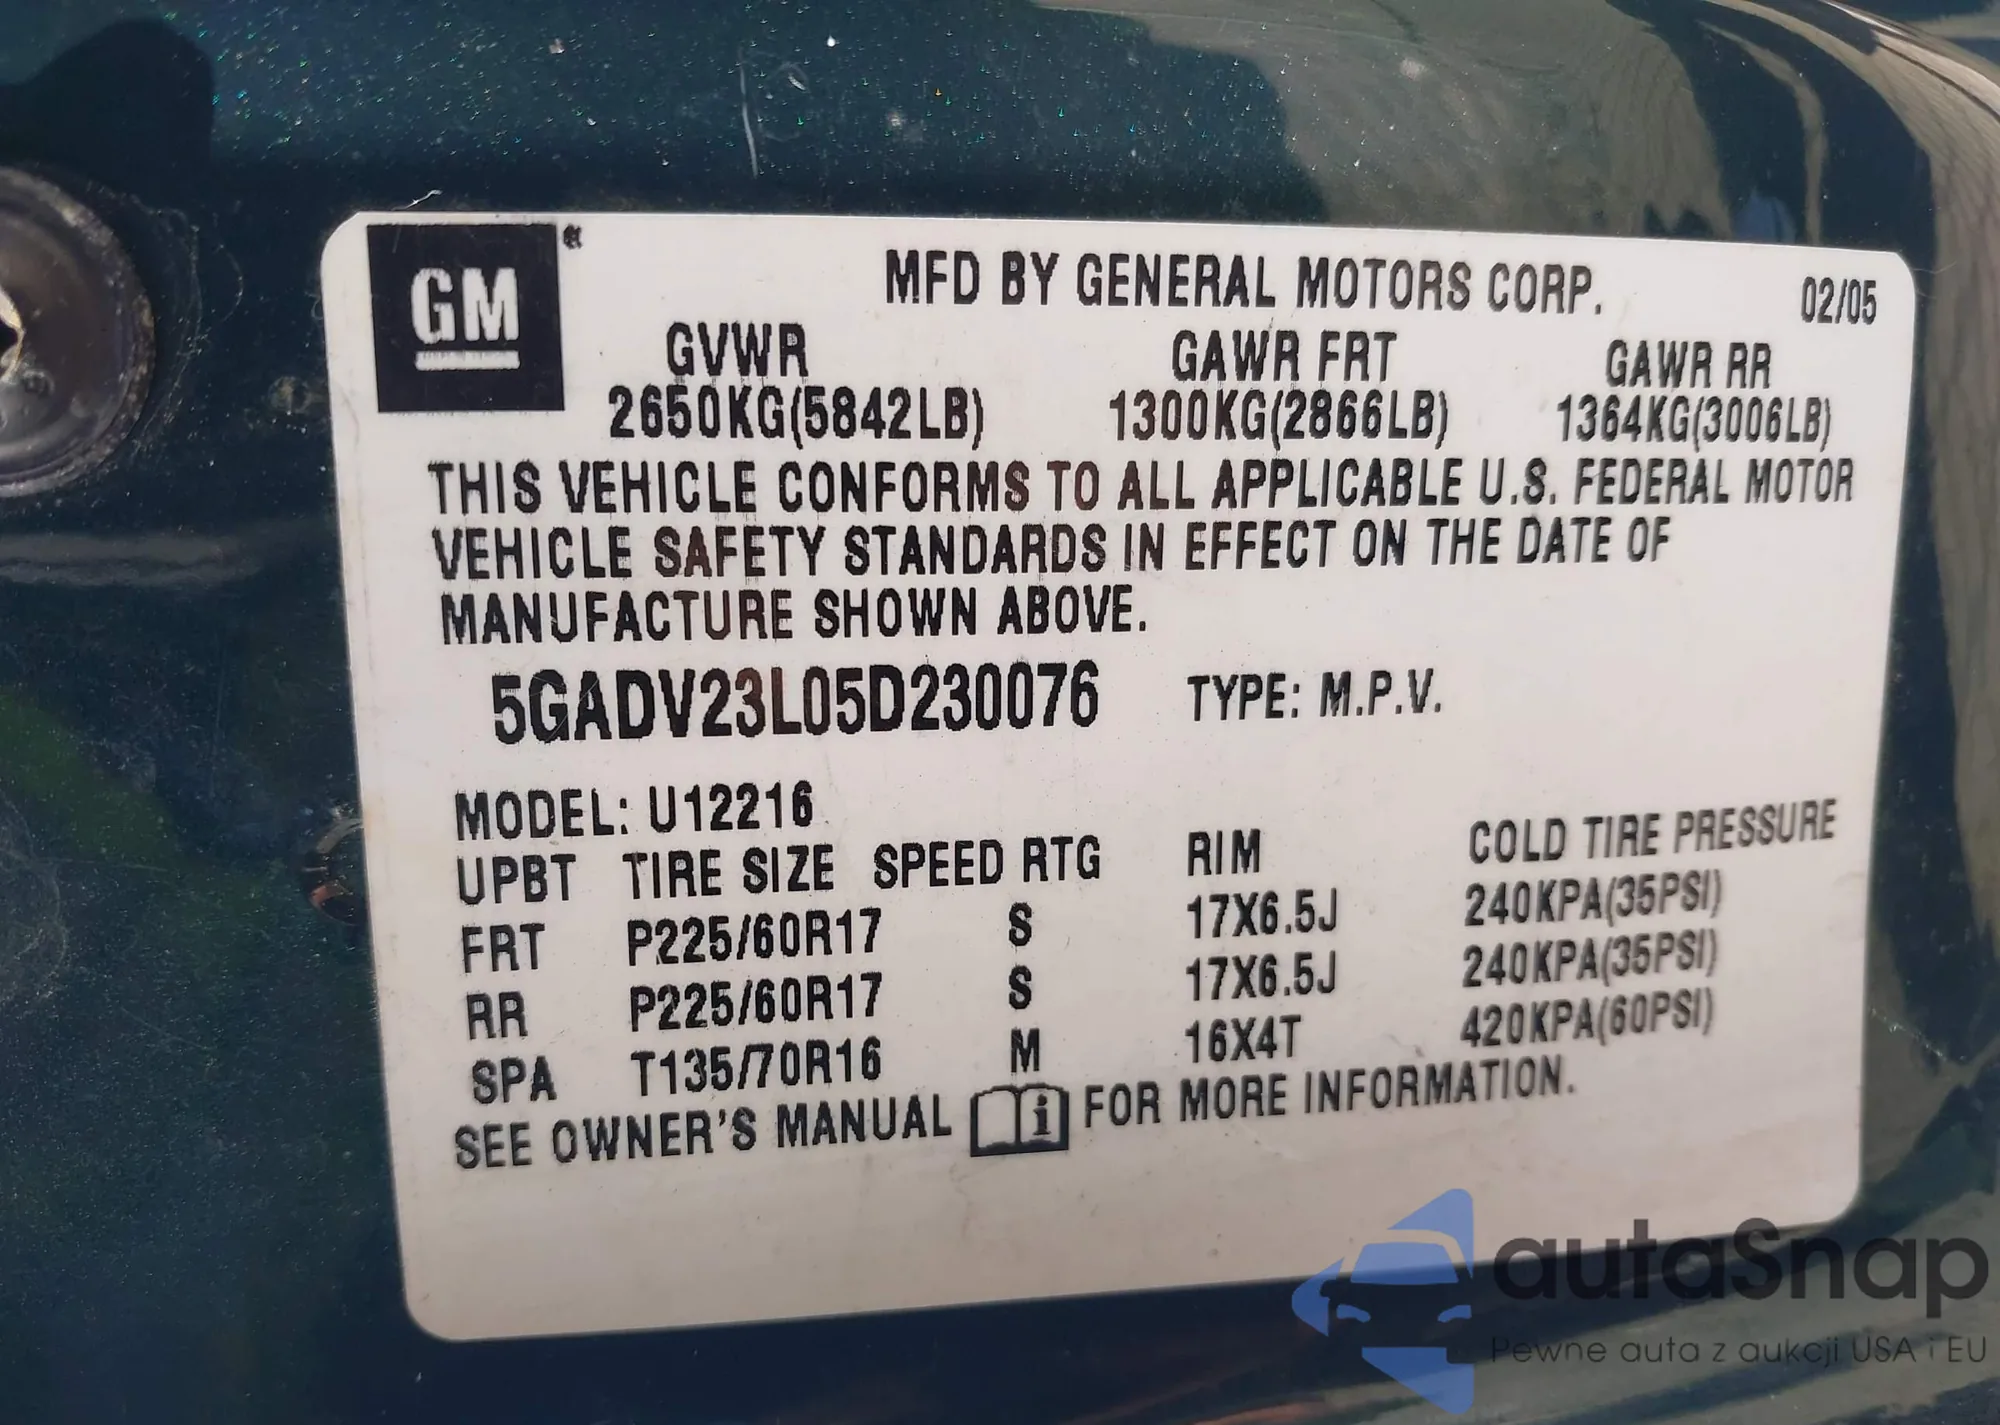 GM
MFD BY GENERAL MOTORS CORP. 02/05
GVWR GAWR FRT GAWR RR
2650KG(5842LB) 1300KG(2866LB) 1364KG(3006LB)
THIS VEHICLE CONFORMS TO ALL APPLICABLE U.S. FEDERAL MOTOR
VEHICLE SAFETY STANDARDS IN EFFECT ON THE DATE OF
MANUFACTURE SHOWN ABOVE.
5GADV23L05D230076 TYPE: M.P.V.
MODEL: U12216
UPBT TIRE SIZE SPEED RTG RIM COLD TIRE PRESSURE
FRT P225/60R17 S 17X6.5J 240KPA(35PSI)
RR P225/60R17 S 17X6.5J 240KPA(35PSI)
SPA T135/70R16 M 16X4T 420KPA(60PSI)
SEE OWNER'S MANUAL i FOR MORE INFORMATION.
autaSnap
Pewne auta z aukcji USA i EU